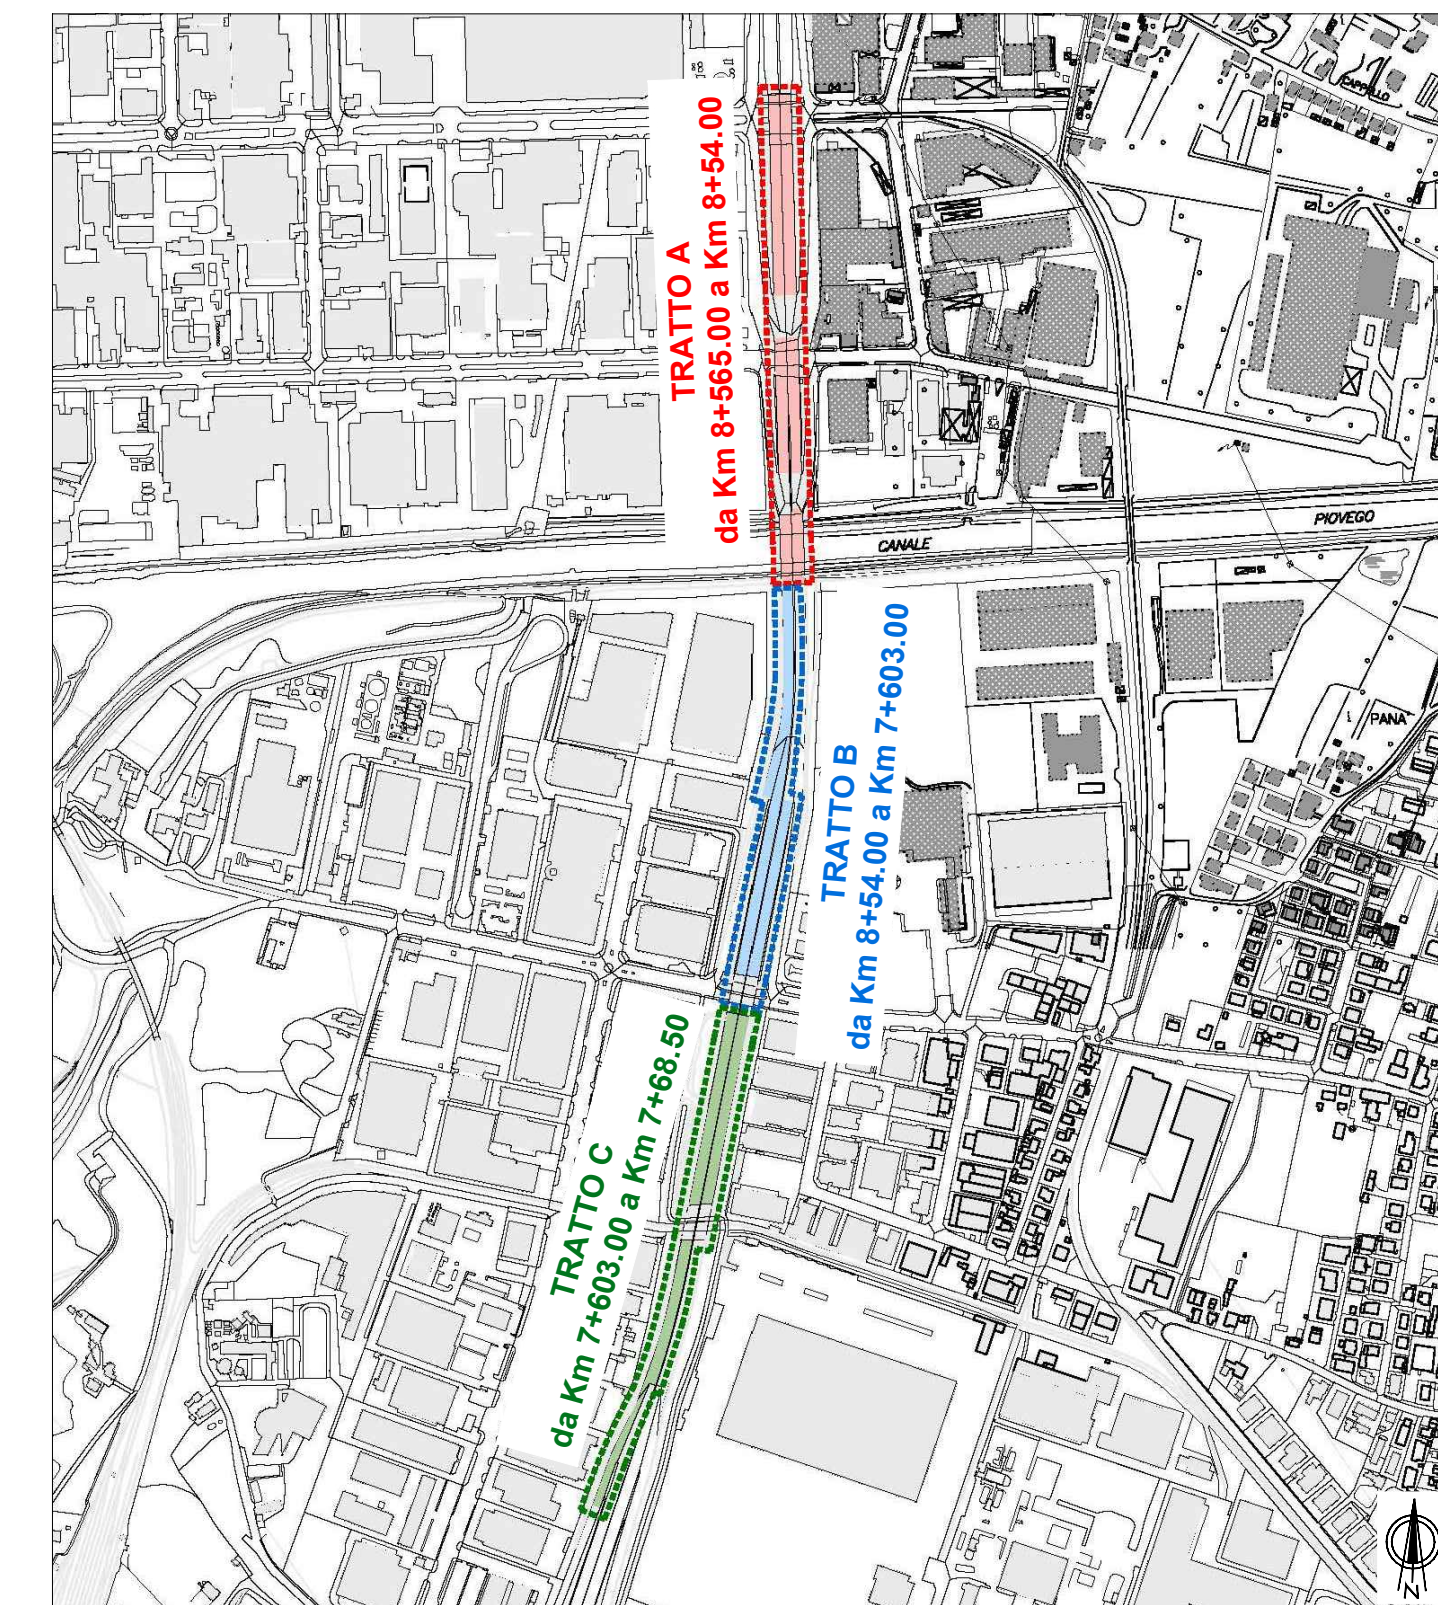 CAPPELLO
TRATTO A
da Km 8+565.00 a Km 8+54.00
PIOVEGO
CANALE
TRATTO B
da Km 8+54.00 a Km 7+603.00
PANA'
TRATTO C
da Km 7+603.00 a Km 7+68.50
N